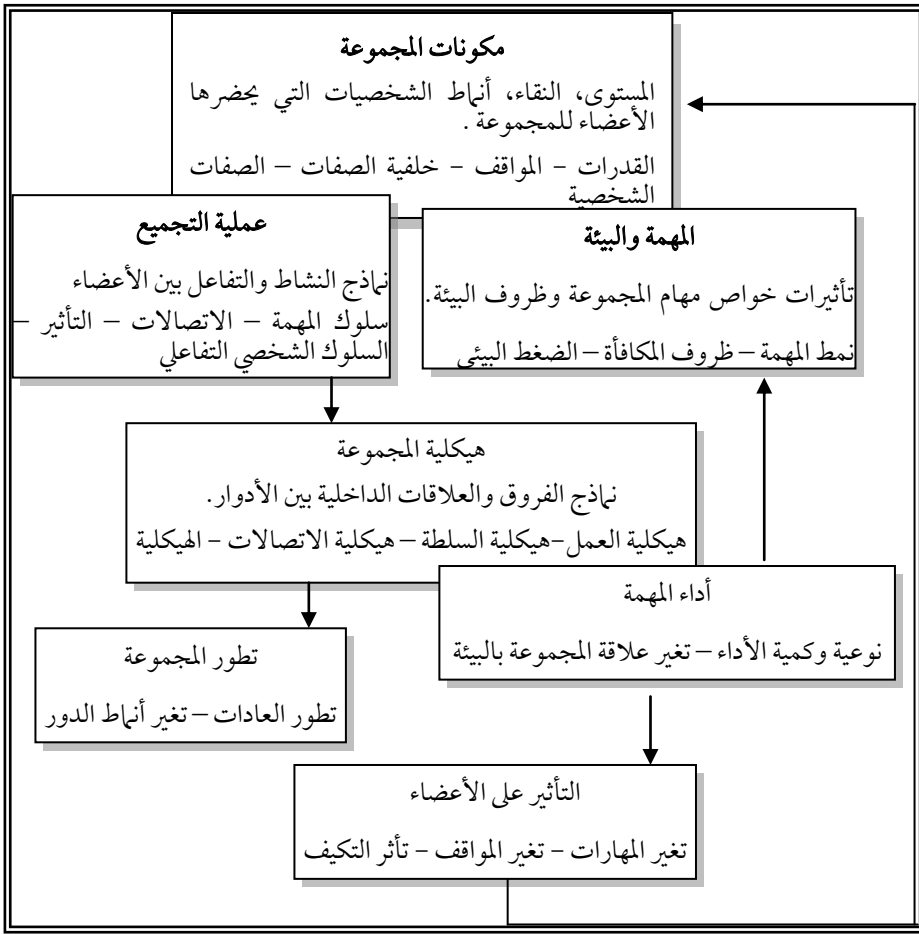 مكونات المجموعة
المستوى، النقاء، أنماط الشخصيات التي يحضرها
الأعضاء للمجموعة .
القدرات – المواقف – خلفية الصفات – الصفات
الشخصية
المهمة والبيئة
تأثيرات خواص مهام المجموعة وظروف البيئة.
نمط المهمة – ظروف المكافأة – الضغط البيئي
عملية التجميع
نماذج النشاط والتفاعل بين الأعضاء
سلوك المهمة – الاتصالات – التأثير –
السلوك الشخصي التفاعلي
هيكلية المجموعة
نماذج الفروق والعلاقات الداخلية بين الأدوار.
هيكلية العمل–هيكلية السلطة – هيكلية الاتصالات – الهيكلية
أداء المهمة
نوعية وكمية الأداء – تغير علاقة المجموعة بالبيئة
تطور المجموعة
تطور العادات – تغير أنماط الدور
التأثير على الأعضاء
تغير المهارات – تغير المواقف – تأثر التكيف